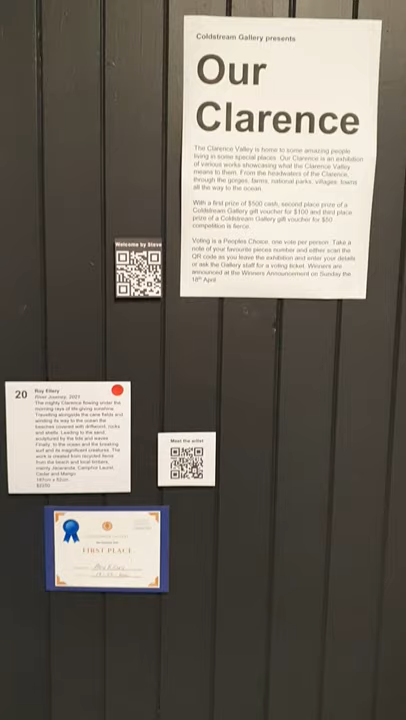 Coldstream Gallery presents
Our
Clarence
The Clarence Valley is home to some amazing people
living in some special places. Our Clarence is an exhibition
of various works showcasing what the Clarence Valley
means to them. From the headwaters of the Clarence,
through the gorges, farms, national parks, villages, towns
all the way to the ocean.
With a first prize of $500 cash, second place prize of a
Coldstream Gallery gift voucher for $100 and third place
prize of a Coldstream Gallery gift voucher for $50
competition is fierce.
Voting is a Peoples Choice, one vote per person. Take a
note of your favourite pieces number and either scan the
QR code as you leave the exhibition and enter your details
or ask the Gallery staff for a voting ticket. Winners are
announced at the Winners Announcement on Sunday the
18th April
Welcome by Steve
20
Roy Ellery
River Journey, 2021
The mighty Clarence flowing under the
morning rays of life giving sunshine.
Travelling alongside the cane fields and
winding its way to the ocean the
beaches covered with driftwood, rocks
and shells. Leading to the sand
sculptured by the tide and waves
Finally, to the ocean and the breaking
surf and its magnificent creatures. The
work is created from recycled items
from the beach and local timbers,
mainly Jacaranda, Camphor Laurel,
Cedar and Mango
147cm x 52cm
Meet the artist
FIRST PLACE